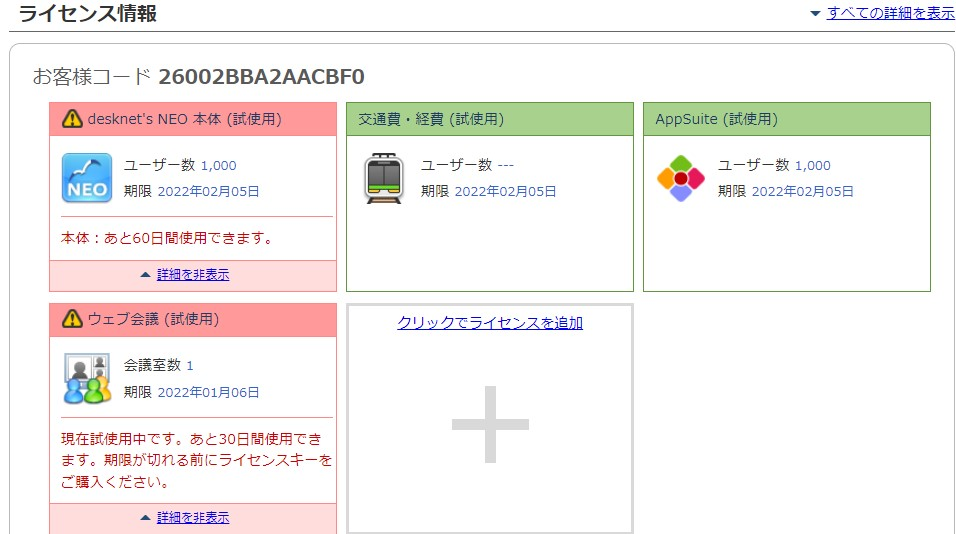 ライセンス情報
すべての詳細を表示
お客様コード 26002BBA2AACBF0
desknet's NEO 本体 (試使用)
NEO
ユーザー数 1,000
期限 2022年02月05日
本体：あと60日間使用できます。
詳細を非表示
交通費・経費 (試使用)
ユーザー数 ---
期限 2022年02月05日
AppSuite (試使用)
ユーザー数 1,000
期限 2022年02月05日
ウェブ会議 (試使用)
会議室数 1
期限 2022年01月06日
現在試使用中です。あと30日間使用でき
ます。期限が切れる前にライセンスキーを
ご購入ください。
詳細を非表示
クリックでライセンスを追加